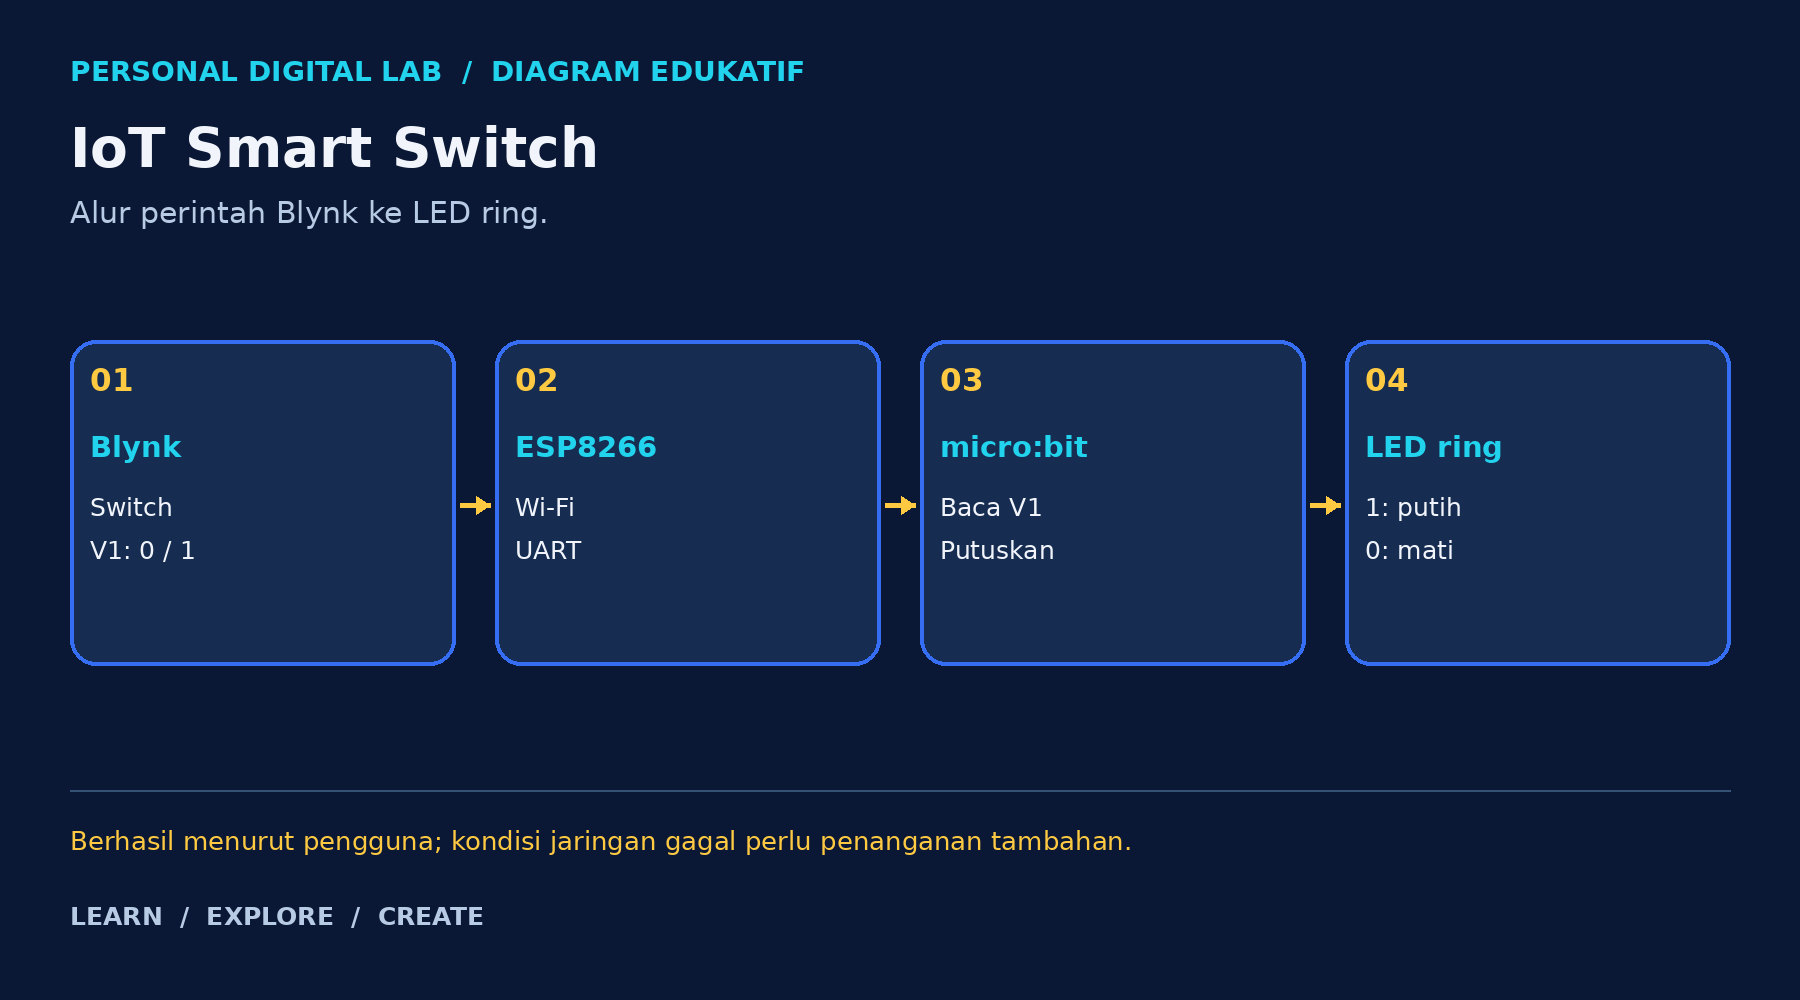 PERSONAL DIGITAL LAB / DIAGRAM EDUKATIF
IoT Smart Switch
Alur perintah Blynk ke LED ring.
01
Blynk
Switch
V1: 0 / 1
02
ESP8266
Wi-Fi
UART
03
micro:bit
Baca V1
Putuskan
04
LED ring
1: putih
0: mati
Berhasil menurut pengguna; kondisi jaringan gagal perlu penanganan tambahan.
LEARN / EXPLORE / CREATE